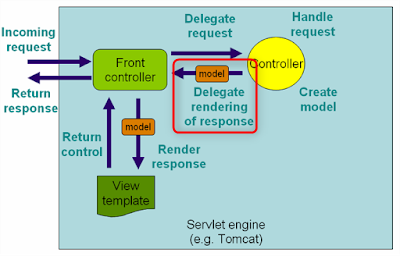 Incoming
request
Return
response
Front
controller
Delegate
request
Handle
request
Controller
model
Delegate
rendering
of response
Create
model
Return
control
model
Render
response
View
template
Servlet engine
(e.g. Tomcat)